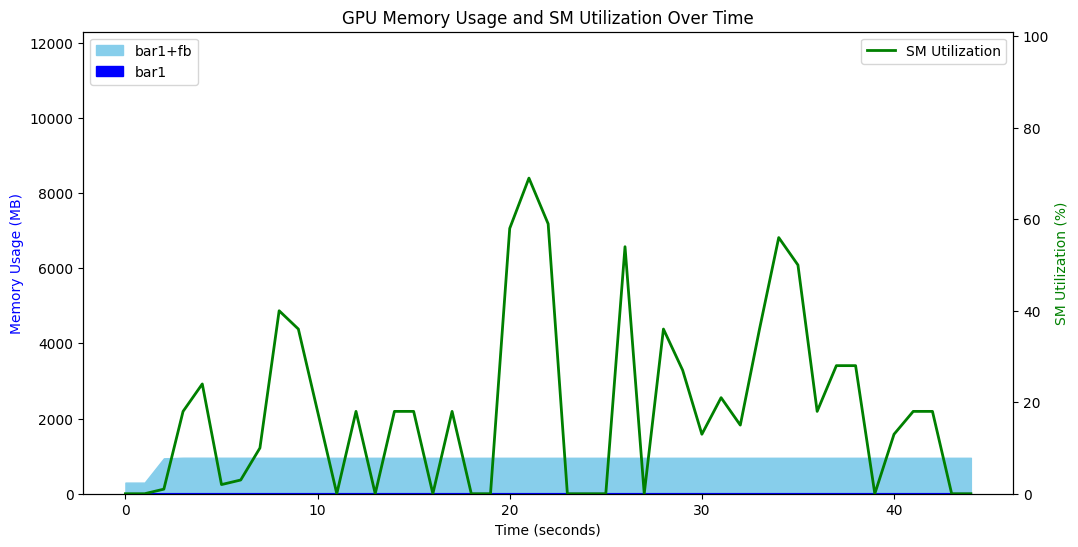 GPU Memory Usage and SM Utilization Over Time
bar1+fb
bar1
SM Utilization
Memory Usage (MB)
12000
10000
8000
6000
4000
2000
0
100
80
60
40
20
0
SM Utilization (%)
0
10
20
30
40
Time (seconds)